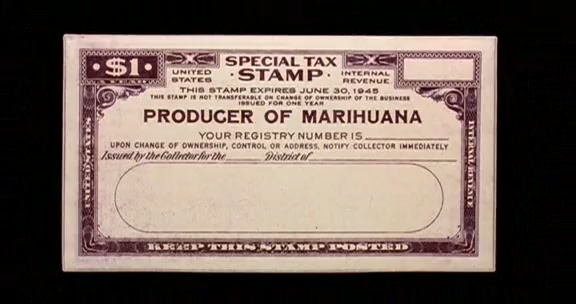 $1
A YEAR
UNITED STATES
SPECIAL TAX
STAMP
INTERNAL REVENUE
THIS STAMP EXPIRES JUNE 30, 1945
THIS STAMP IS NOT TRANSFERABLE ON CHANGE OF OWNERSHIP OF THE BUSINESS
ISSUED FOR ONE YEAR
PRODUCER OF MARIHUANA
YOUR REGISTRY NUMBER IS
UPON CHANGE OF OWNERSHIP, CONTROL OR ADDRESS, NOTIFY COLLECTOR IMMEDIATELY
Issued by the Collector for the District of
UNITED STATES
INTERNAL REVENUE
KEEP THIS STAMP POSTED